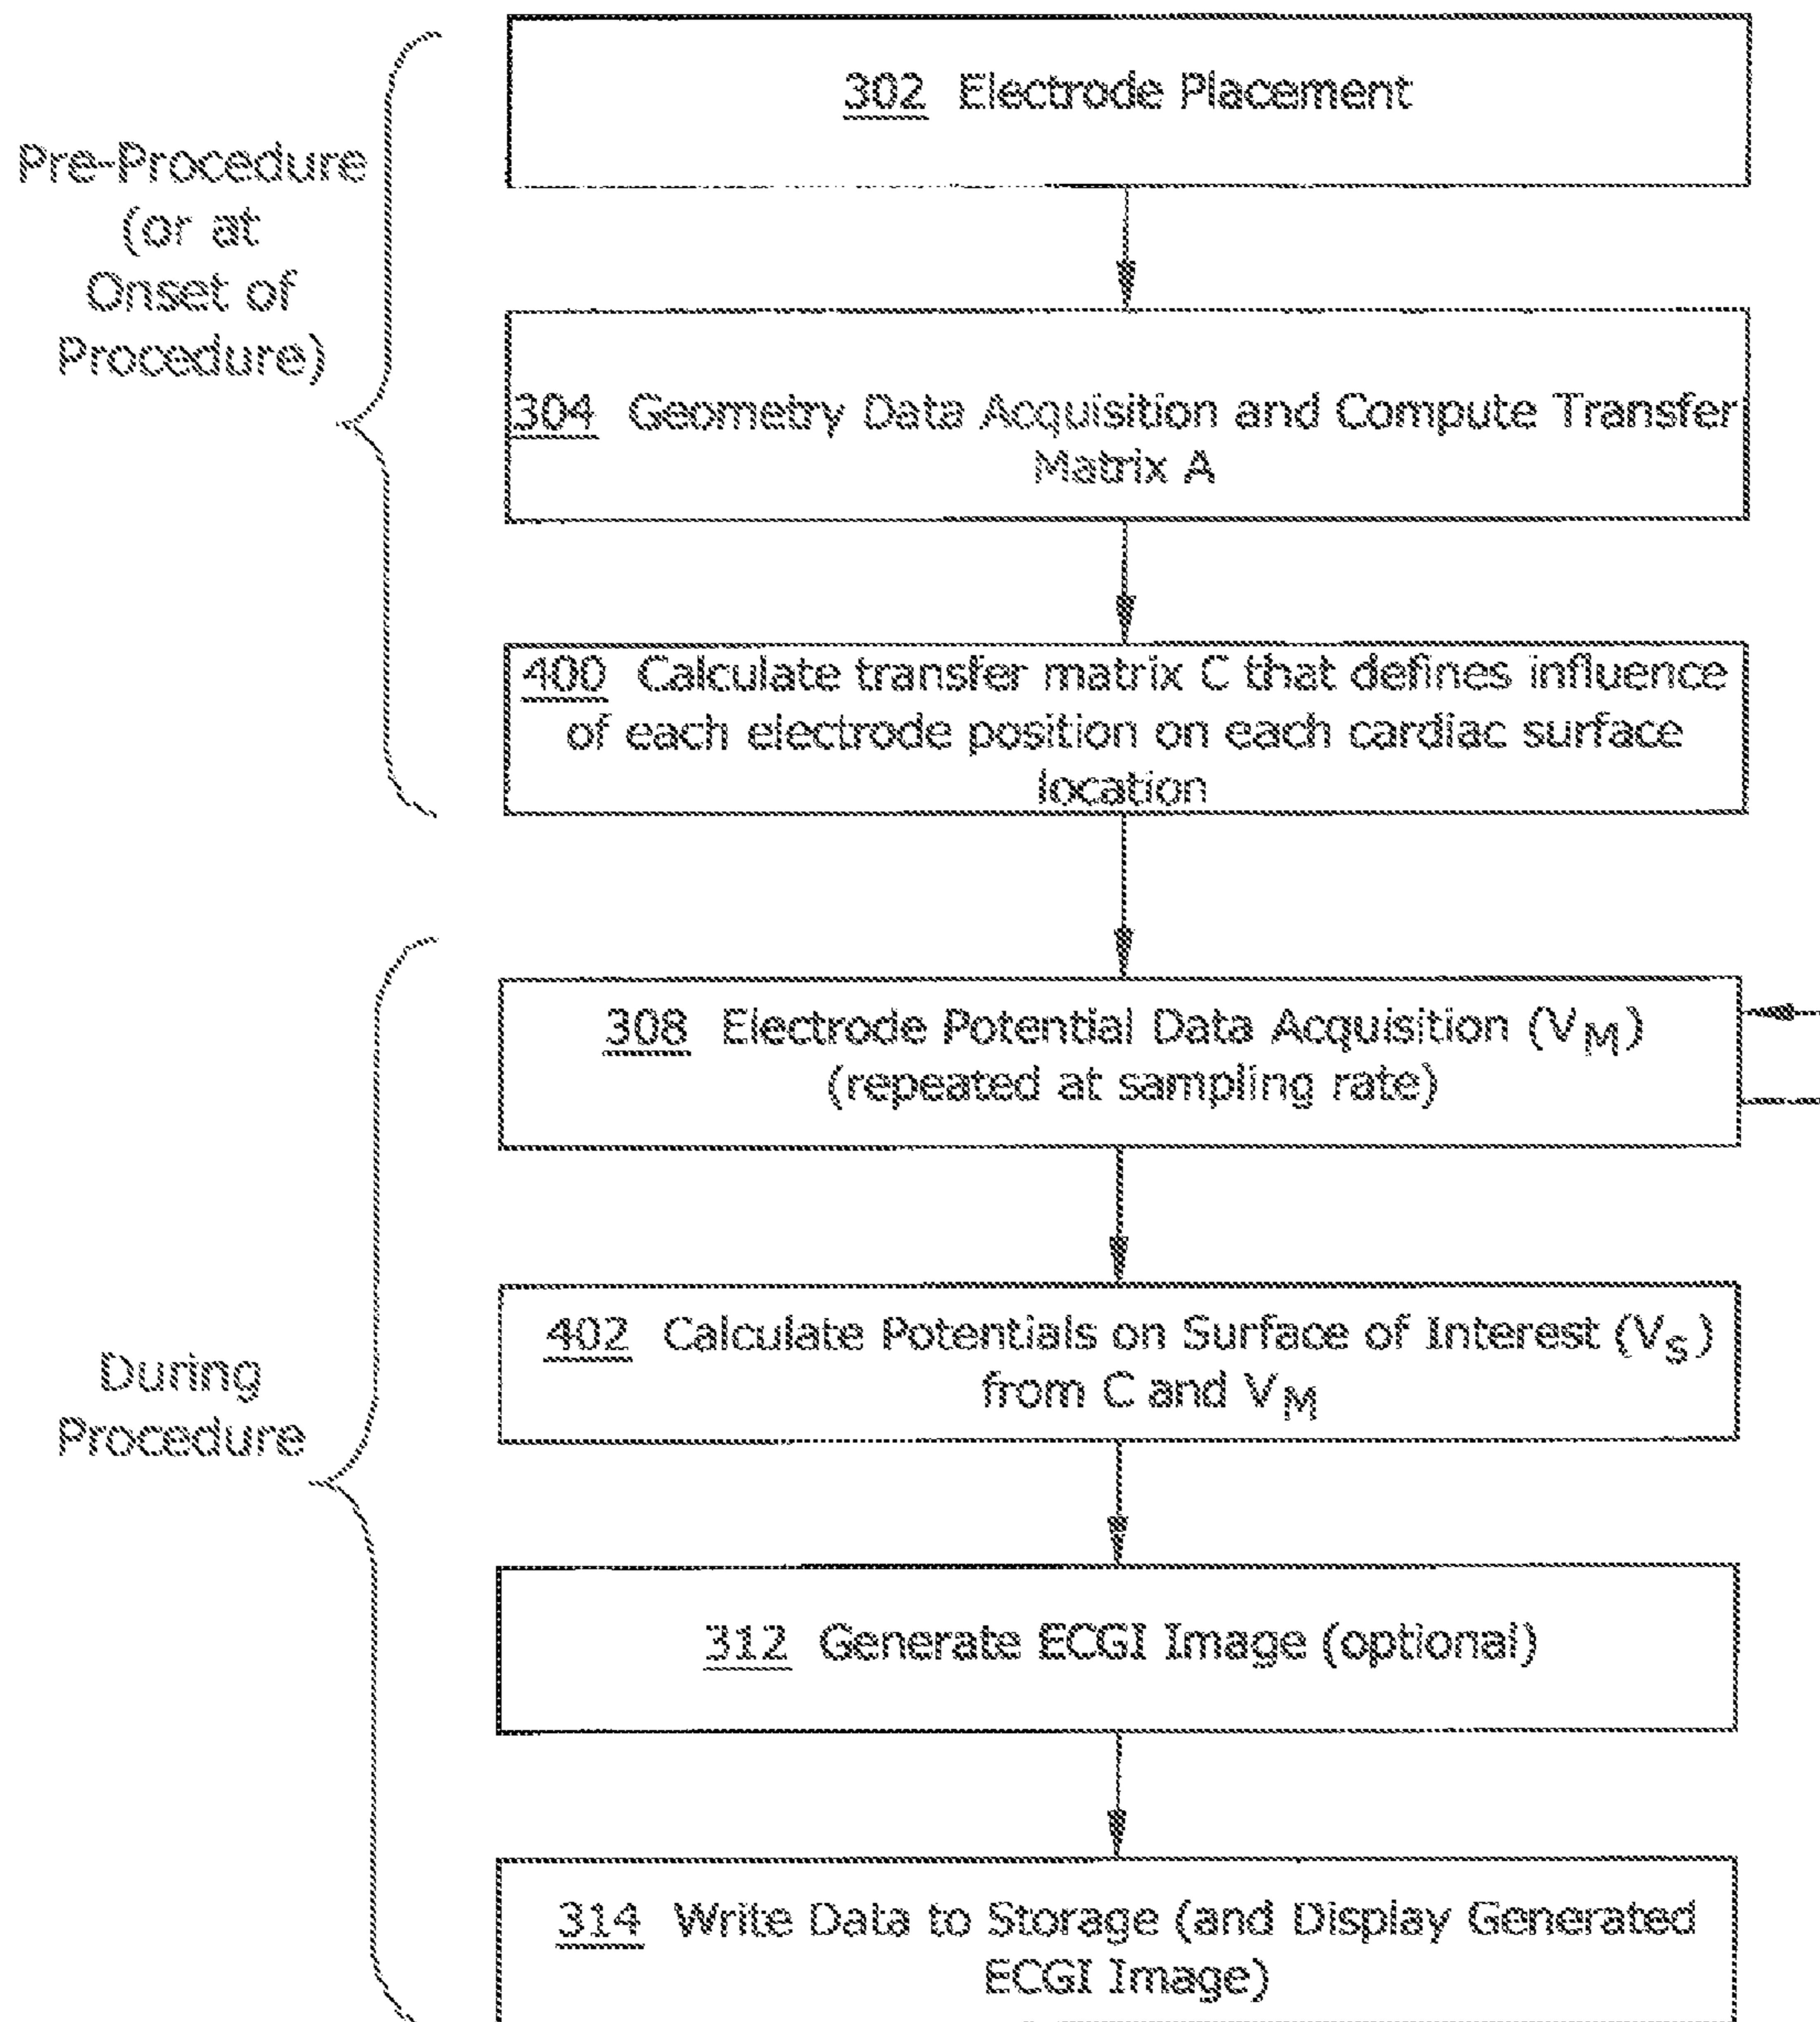 302 Electrode Placement
Pre-Procedure
(or at
Onset of
Procedure)
304 Geometry Data Acquisition and Compute Transfer
Matrix A
400 Calculate transfer matrix C that defines influence
of each electrode position on each cardiac surface
location
308 Electrode Potential Data Acquisition (VM)
(repeated at sampling rate)
402 Calculate Potentials on Surface of Interest (VS)
from C and VM
During
Procedure
312 Generate ECGI Image (optional)
314 Write Data to Storage (and Display Generated
ECGI Image)